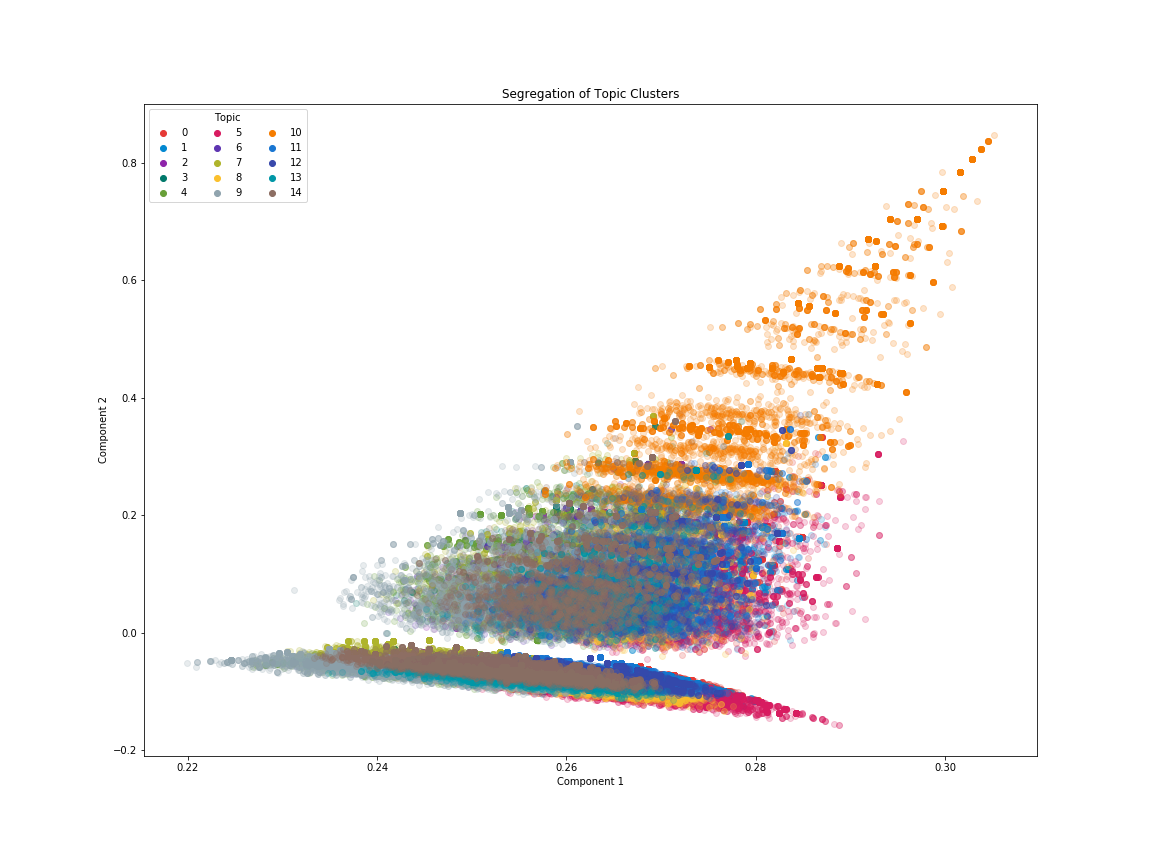 Segregation of Topic Clusters
Topic
0 5 10
1 6 11
2 7 12
3 8 13
4 9 14
0.8
0.6
0.4
0.2
0.0
−0.2
Component 2
0.22 0.24 0.26 0.28 0.30
Component 1